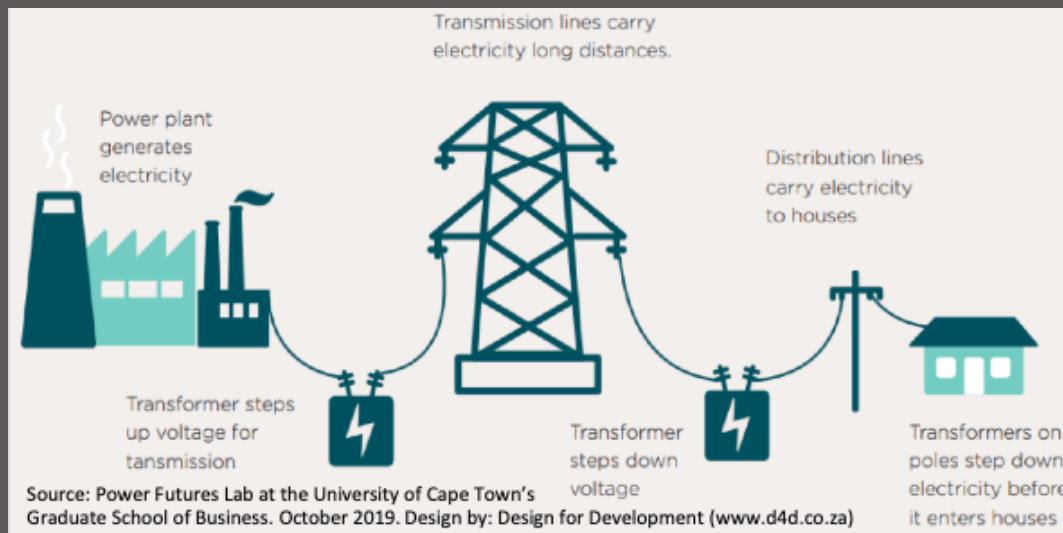 Transmission lines carry
electricity long distances.
Power plant
generates
electricity
Distribution lines
carry electricity
to houses
Transformer steps
up voltage for
tansmission
Transformer
steps down
voltage
Transformers on
poles step down
electricity before
it enters houses
Source: Power Futures Lab at the University of Cape Town's
Graduate School of Business. October 2019. Design by: Design for Development (www.d4d.co.za)